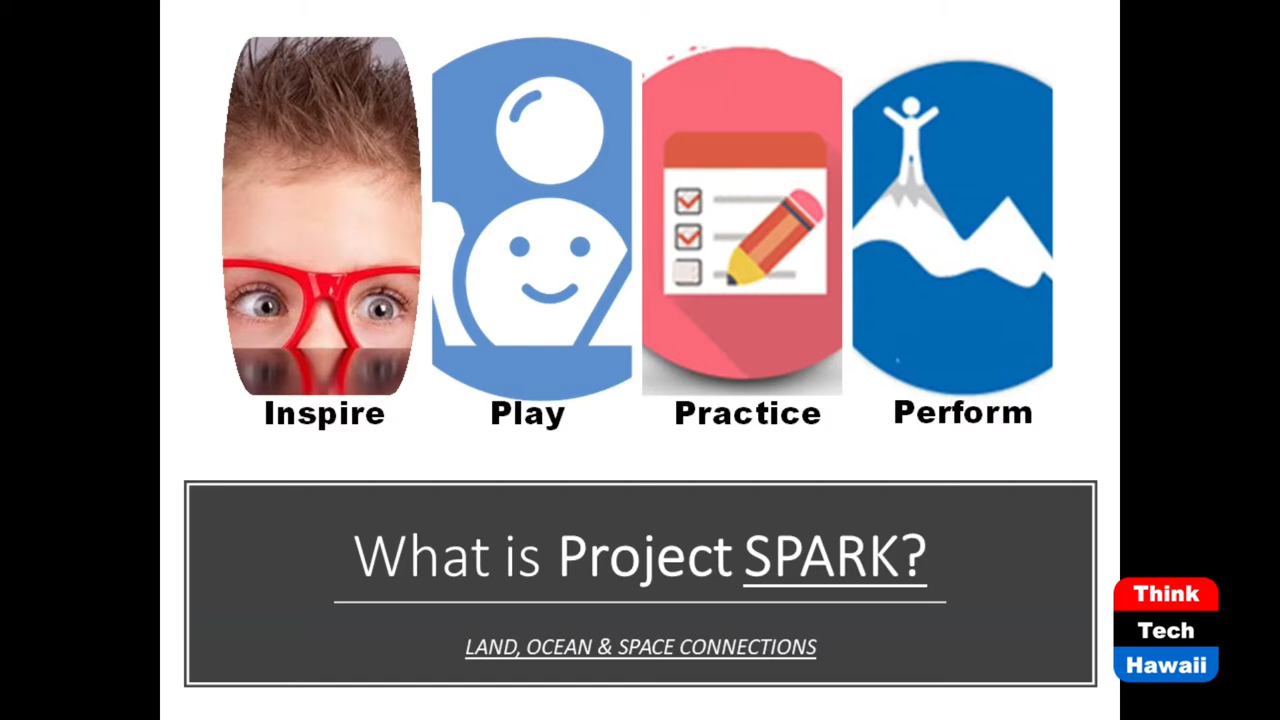 Inspire Play Practice Perform
What is Project SPARK?
LAND, OCEAN & SPACE CONNECTIONS
Think
Tech
Hawaii